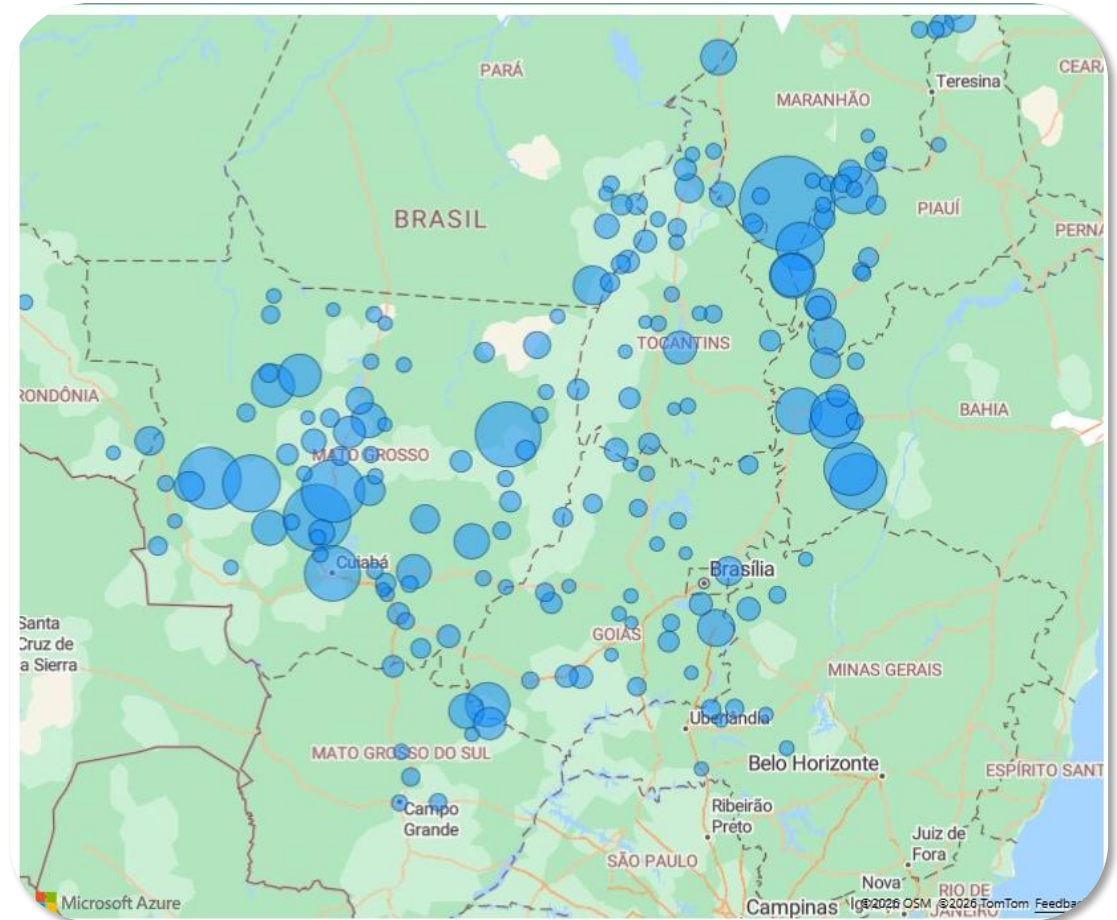 PARÁ
CEAR
Teresina
MARANHÃO
BRASIL
PIAUÍ
PERNA
TOCANTINS
RONDÔNIA
BAHIA
MATO GROSSO
Cuiabá
Brasília
Santa
Cruz de
a Sierra
GOIÁS
MINAS GERAIS
Uberlândia
MATO GROSSO DO SUL
Belo Horizonte
ESPÍRITO SANT
Campo
Grande
Ribeirão
Preto
Juiz de
Fora
SÃO PAULO
Nova
RIO DE
Microsoft Azure
Campinas
©2026 OSM ©2026 TomTom Feedba
JANEIRO